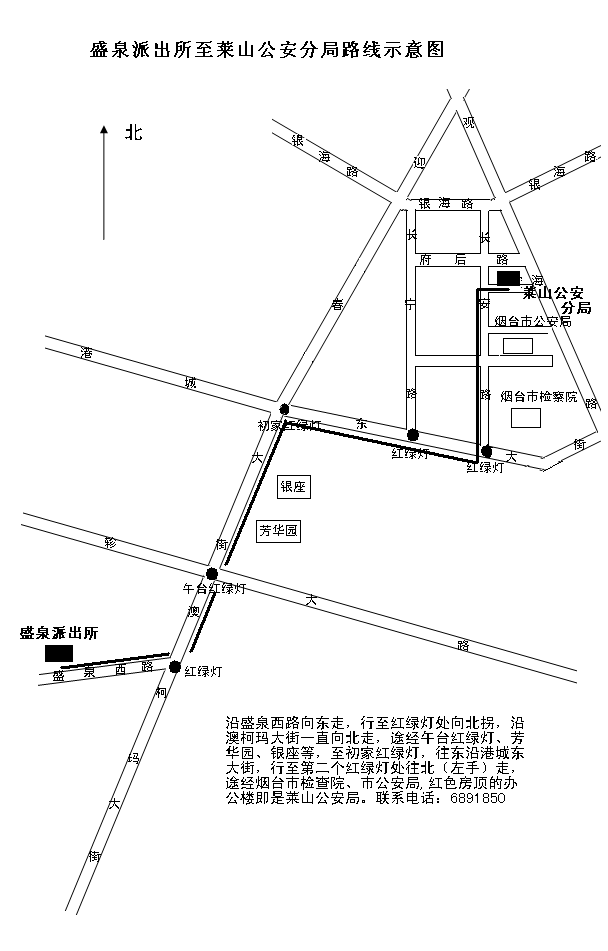 盛泉派出所至莱山公安分局路线示意图
北
银海路
迎春大街
观海路
银海路
银海路
长宁路
长安路
府后路
莱山公安
分局
烟台市公安局
烟台市检察院
港城东大街
初家红绿灯
红绿灯
红绿灯
银座
芳华园
轸大路
午台红绿灯
盛泉派出所
盛泉西路
红绿灯
澳柯玛大街
沿盛泉西路向东走，行至红绿灯处向北拐，沿
澳柯玛大街一直向北走，途经午台红绿灯、芳
华园、银座等，至初家红绿灯，往东沿港城东
大街，行至第二个红绿灯处往北（左手）走，
途经烟台市检查院、市公安局,红色房顶的办
公楼即是莱山公安局。联系电话：6891850